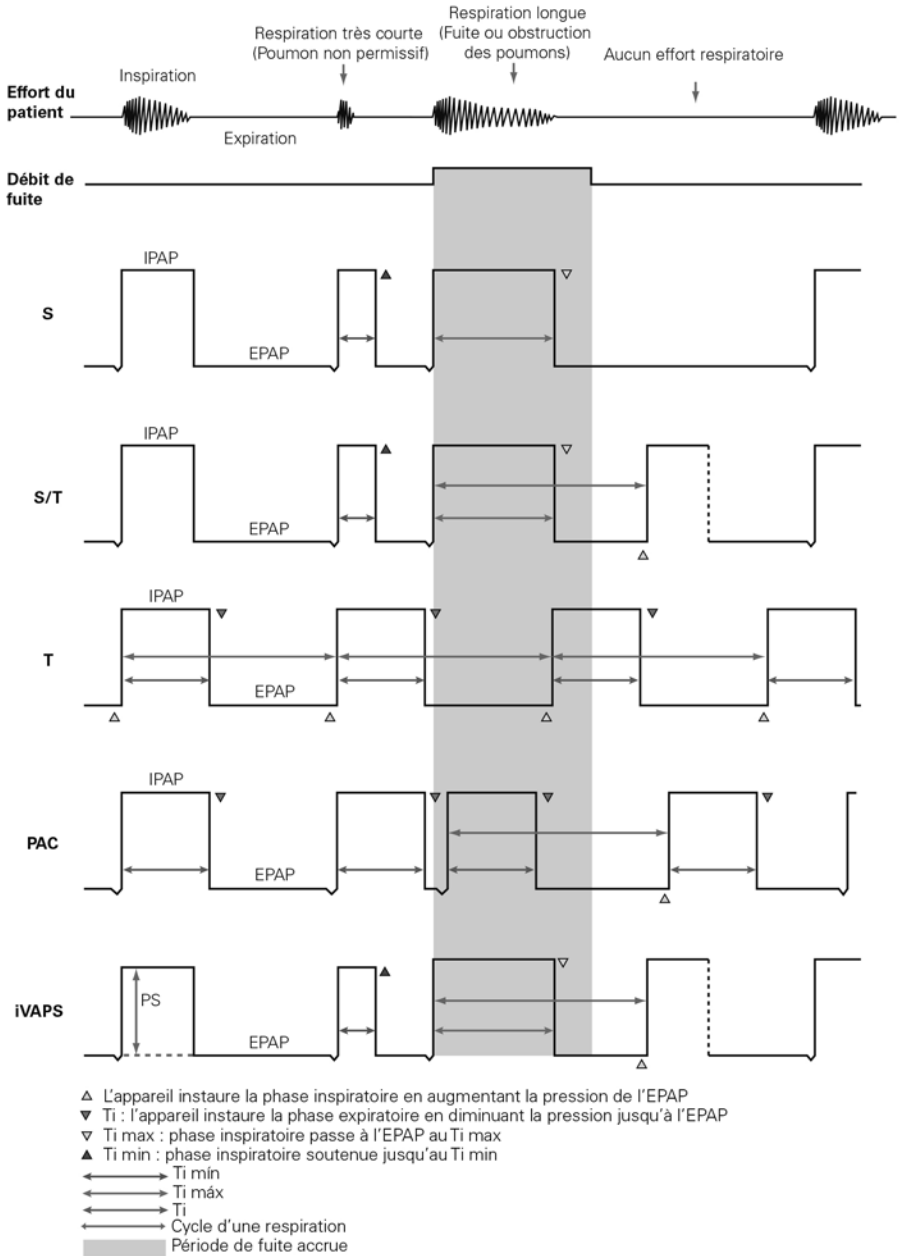 Respiration très courte
(Poumon non permissif)
Respiration longue
(Fuite ou obstruction
des poumons)
Aucun effort respiratoire
Inspiration
Effort du
patient
Expiration
Débit de
fuite
IPAP
S
EPAP
IPAP
S/T
EPAP
IPAP
T
EPAP
IPAP
PAC
EPAP
PS
iVAPS
EPAP
L'appareil instaure la phase inspiratoire en augmentant la pression de l'EPAP
Ti : l'appareil instaure la phase expiratoire en diminuant la pression jusqu'à l'EPAP
Ti max : phase inspiratoire passe à l'EPAP au Ti max
Ti min : phase inspiratoire soutenue jusqu'au Ti min
Ti mín
Ti máx
Ti
Cycle d'une respiration
Période de fuite accrue